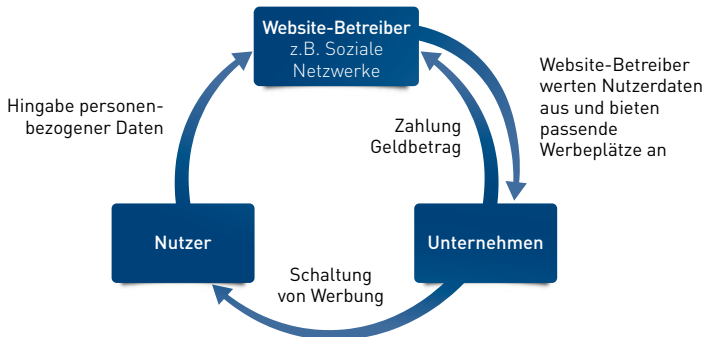 Website-Betreiber
z.B. Soziale
Netzwerke
Hingabe personen-
bezogener Daten
Zahlung
Geldbetrag
Website-Betreiber
werten Nutzerdaten
aus und bieten
passende
Werbeplätze an
Nutzer
Unternehmen
Schaltung
von Werbung